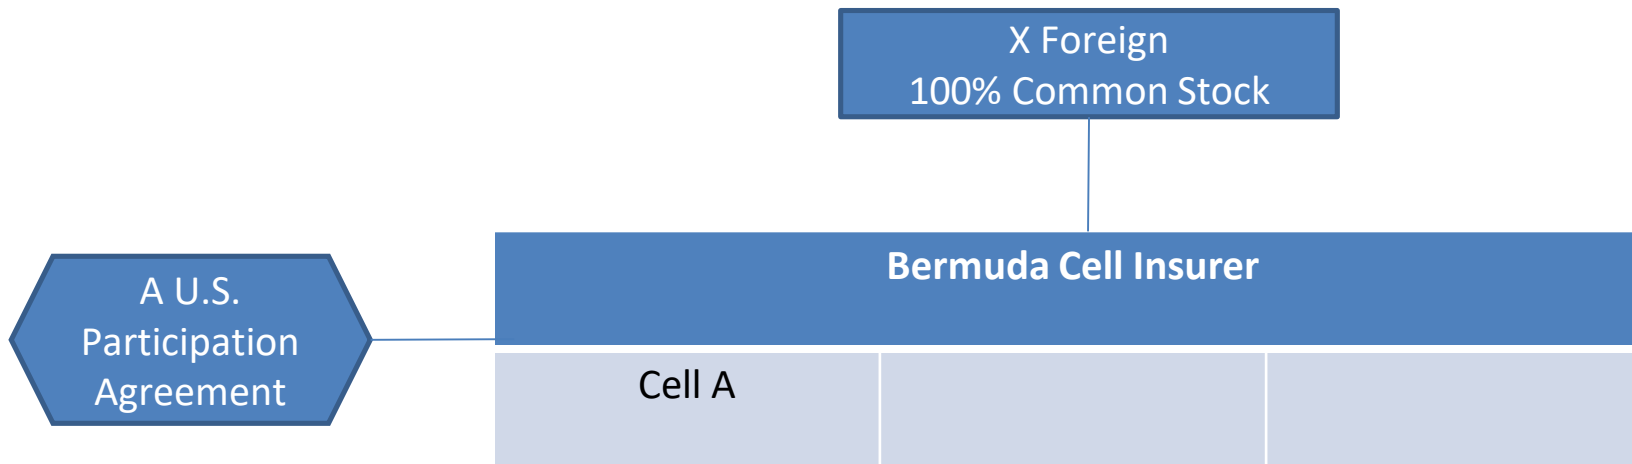 X Foreign
100% Common Stock
Bermuda Cell Insurer
A U.S.
Participation
Agreement
Cell A